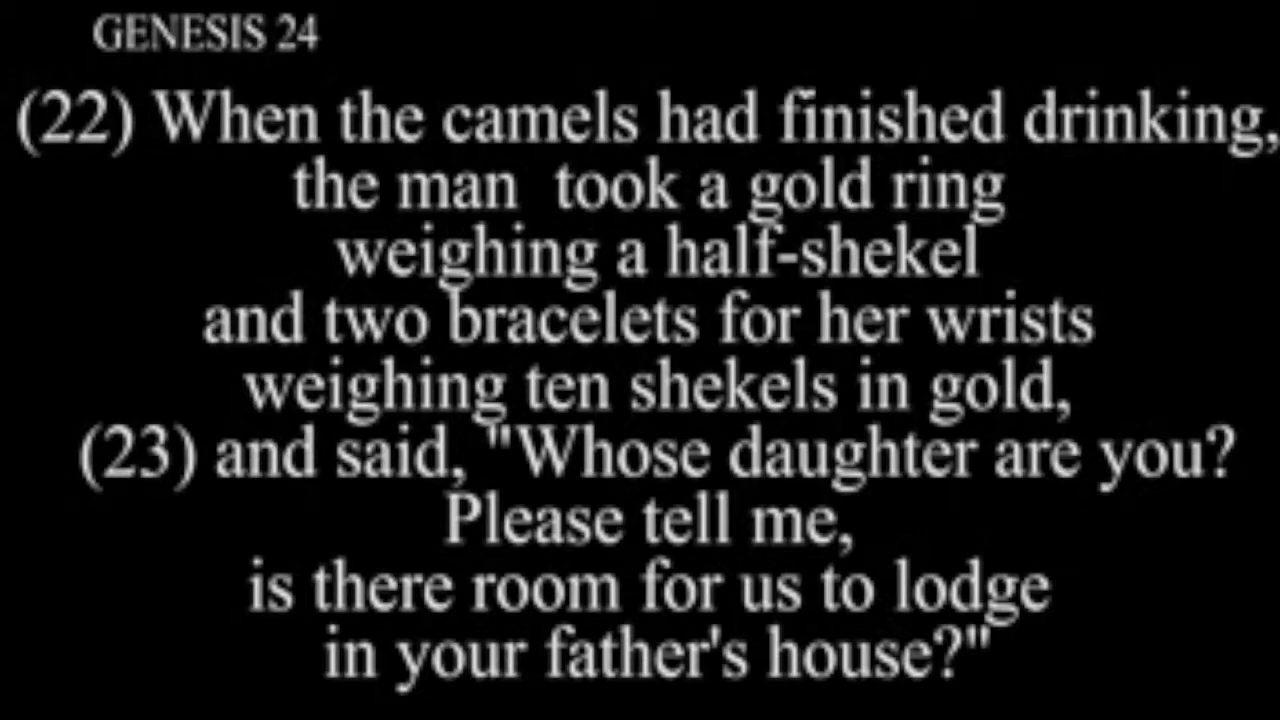 GENESIS 24
(22) When the camels had finished drinking,
the man  took a gold ring
weighing a half-shekel
and two bracelets for her wrists
weighing ten shekels in gold,
(23) and said, "Whose daughter are you?
Please tell me,
is there room for us to lodge
in your father's house?"